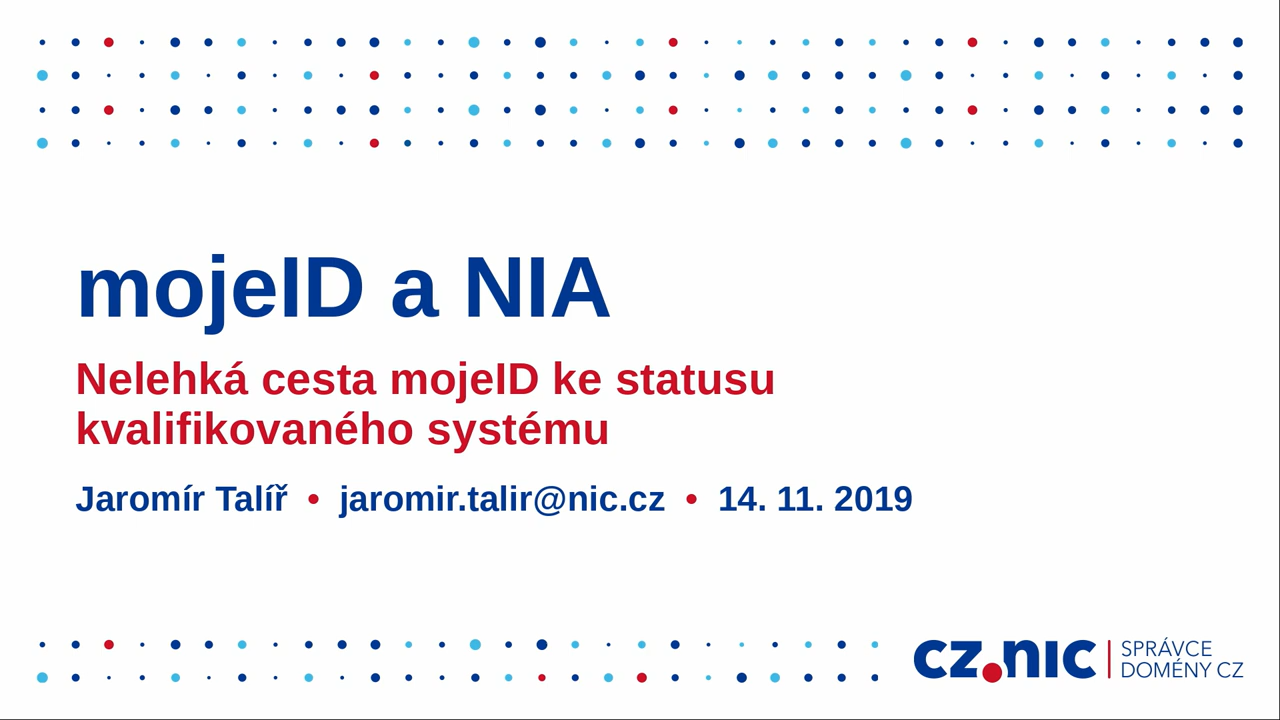 mojeID a NIA
Nelehká cesta mojeID ke statusu
kvalifikovaného systému
Jaromír Talíř • jaromir.talir@nic.cz • 14. 11. 2019
CZ.NIC | SPRÁVCE
DOMÉNY CZ